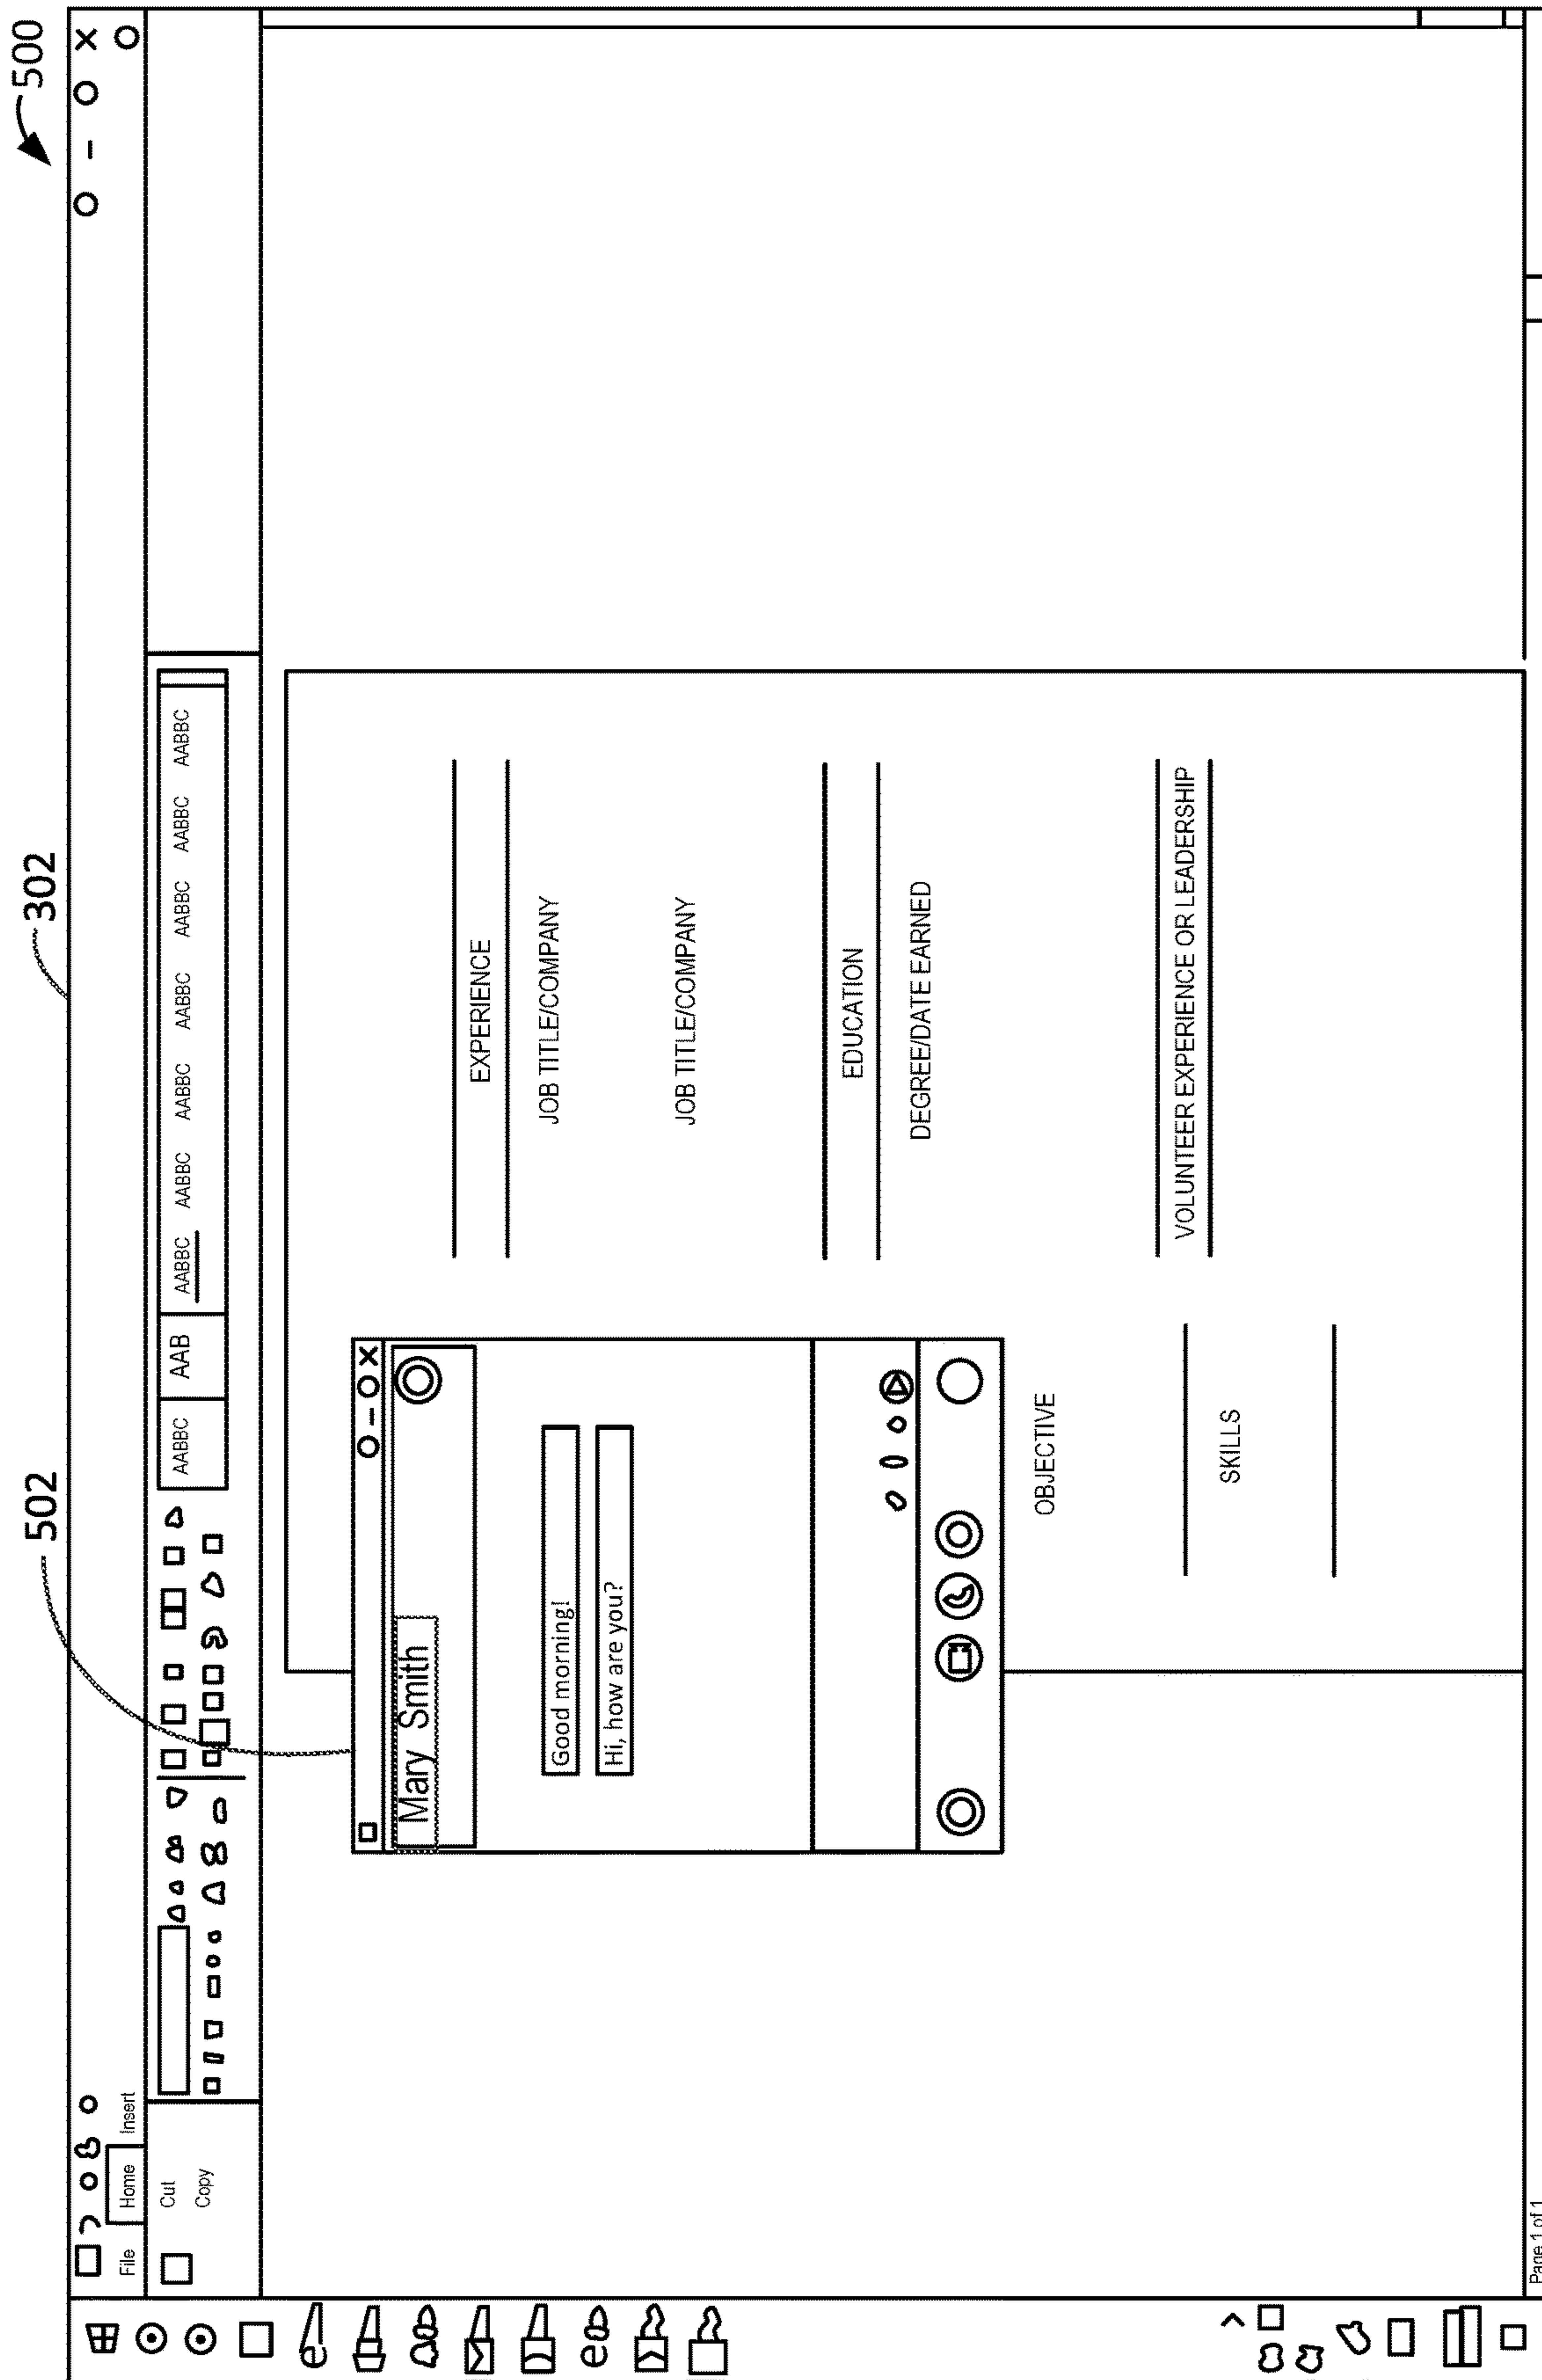 500
302
502
File Home Insert
Cut
Copy
AABBC AAB AABBC AABBC AABBC AABBC AABBC AABBC AABBC
Mary Smith
Good morning!
Hi, how are you?
OBJECTIVE
SKILLS
EXPERIENCE
JOB TITLE/COMPANY
JOB TITLE/COMPANY
EDUCATION
DEGREE/DATE EARNED
VOLUNTEER EXPERIENCE OR LEADERSHIP
Page 1 of 1